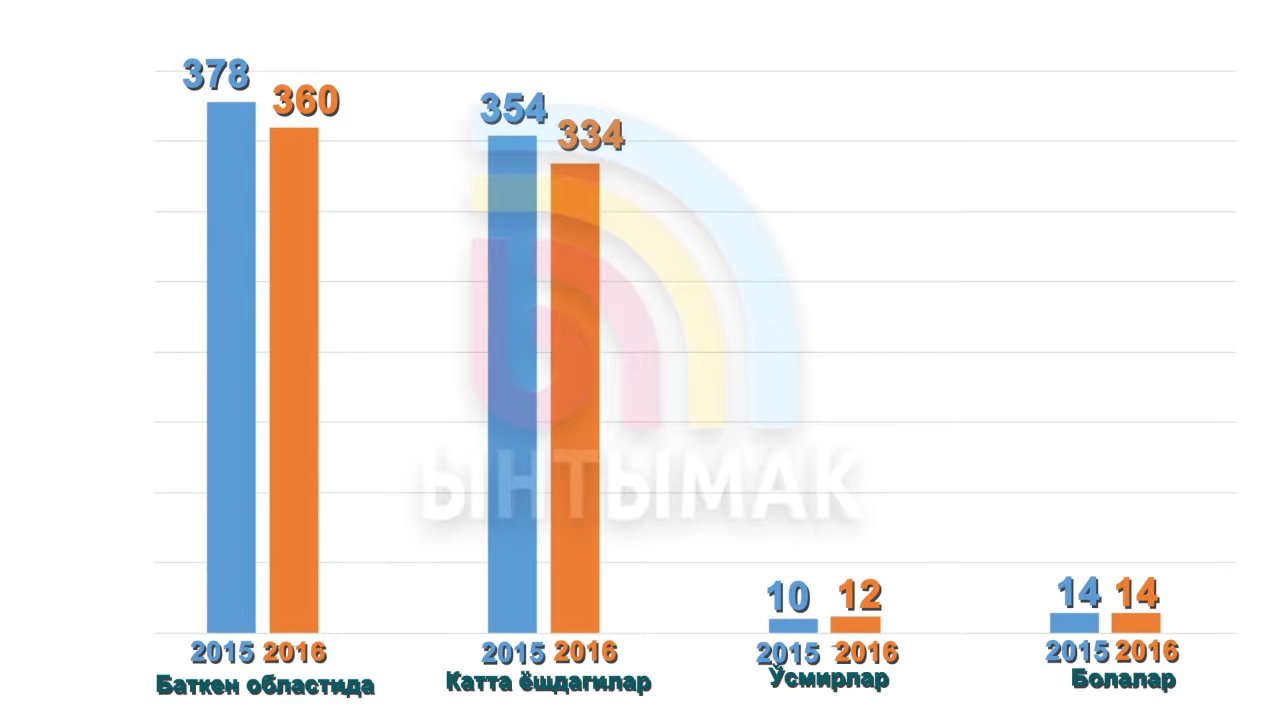 378 360 354 334 10 12 14 14
ЫНТЫМАК
2015 2016 2015 2016 2015 2016 2015 2016
Баткен областида Катта ёшдагилар Ўсмирлар Болалар